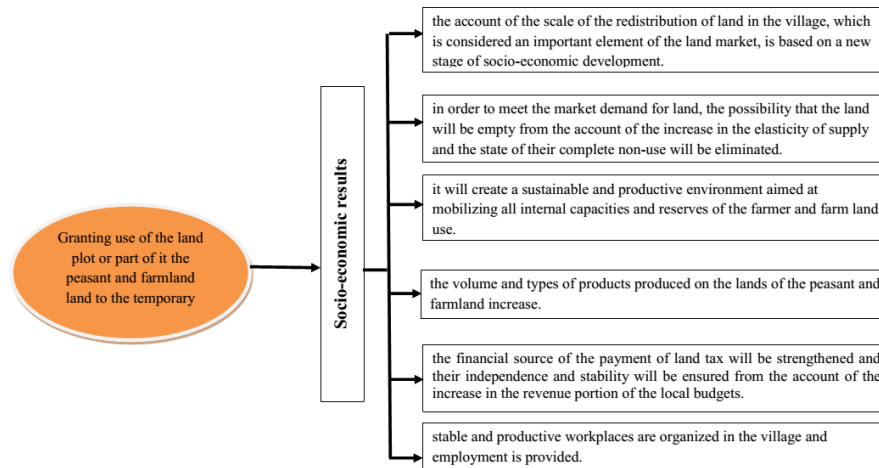 Granting use of the land
plot or part of it the
peasant and farmland
land to the temporary
Socio-economic results
the account of the scale of the redistribution of land in the village, which
is considered an important element of the land market, is based on a new
stage of socio-economic development.
in order to meet the market demand for land, the possibility that the land
will be empty from the account of the increase in the elasticity of supply
and the state of their complete non-use will be eliminated.
it will create a sustainable and productive environment aimed at
mobilizing all internal capacities and reserves of the farmer and farm land
use.
the volume and types of products produced on the lands of the peasant and
farmland increase.
the financial source of the payment of land tax will be strengthened and
their independence and stability will be ensured from the account of the
increase in the revenue portion of the local budgets.
stable and productive workplaces are organized in the village and
employment is provided.